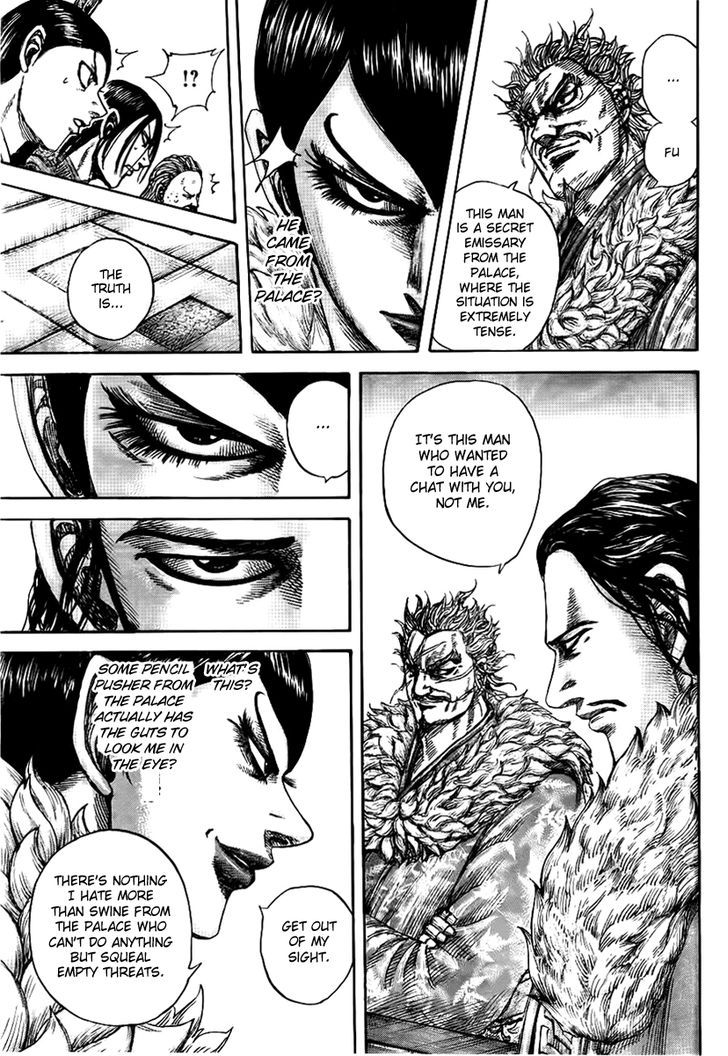 ...
FU
THIS MAN
IS A SECRET
EMISSARY
FROM THE
PALACE,
WHERE THE
SITUATION IS
EXTREMELY
TENSE.
HE
CAME
FROM
THE
PALACE?
!?
THE
TRUTH
IS...
IT'S THIS MAN
WHO WANTED
TO HAVE A
CHAT WITH YOU,
NOT ME.
...
WHAT'S
THIS?
SOME PENCIL
PUSHER FROM
THE PALACE
ACTUALLY HAS
THE GUTS TO
LOOK ME IN
THE EYE?
GET OUT
OF MY
SIGHT.
THERE'S NOTHING
I HATE MORE
THAN SWINE FROM
THE PALACE WHO
CAN'T DO ANYTHING
BUT SQUEAL
EMPTY THREATS.